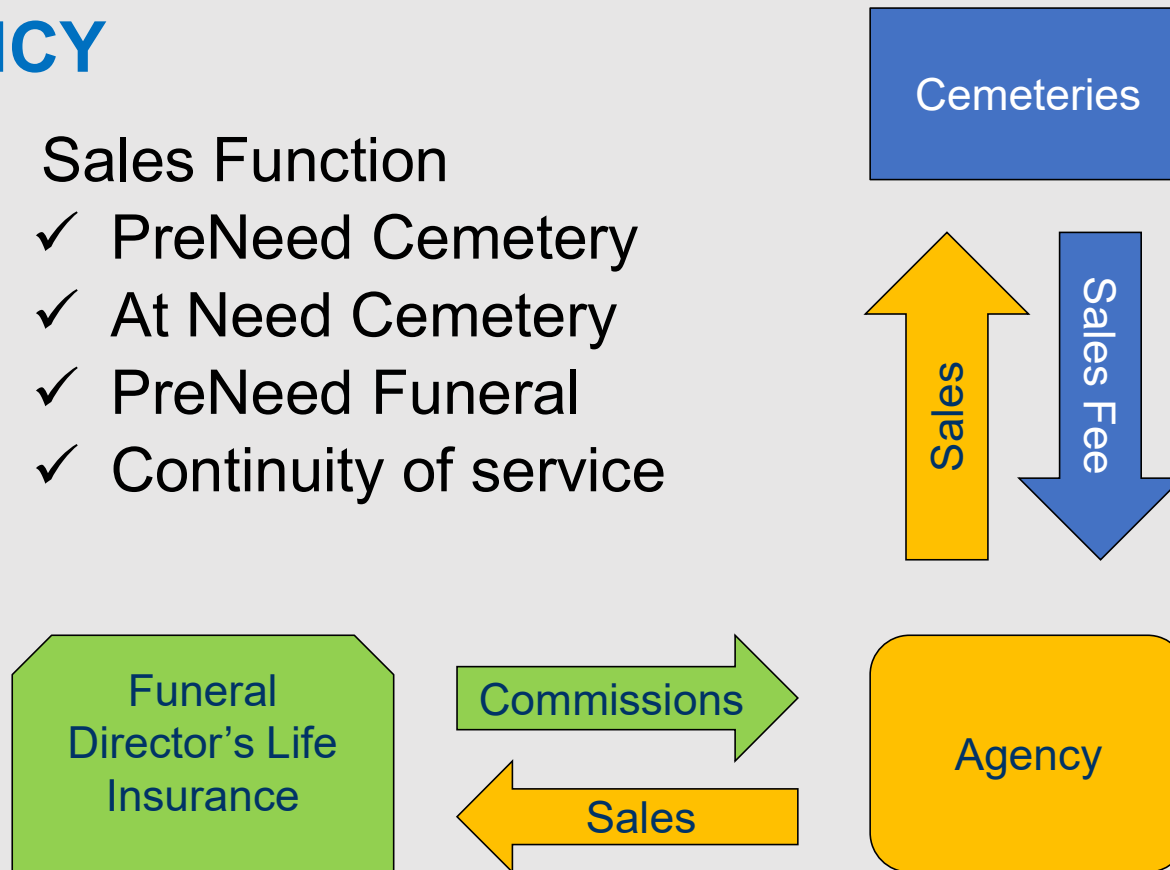 NCY
Sales Function
✓ PreNeed Cemetery
✓ At Need Cemetery
✓ PreNeed Funeral
✓ Continuity of service
Cemeteries
Sales
Sales Fee
Funeral
Director’s Life
Insurance
Commissions
Sales
Agency